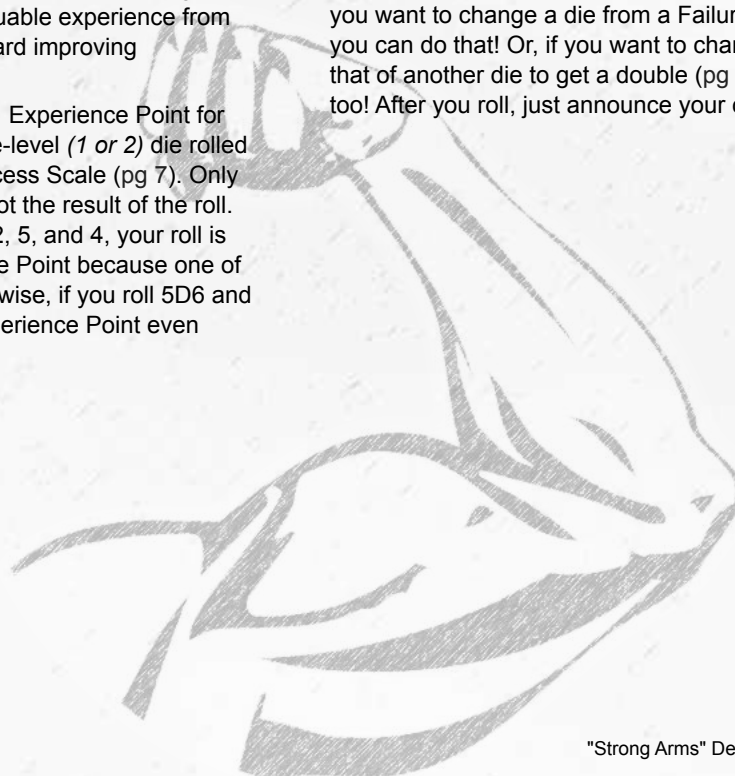 uable experience from
ard improving
Experience Point for
e-level (1 or 2) die rolled
cess Scale (pg 7). Only
ot the result of the roll.
2, 5, and 4, your roll is
e Point because one of
wise, if you roll 5D6 and
perience Point even
you want to change a die from a Failur
you can do that! Or, if you want to chan
that of another die to get a double (pg
too! After you roll, just announce your
"Strong Arms" De